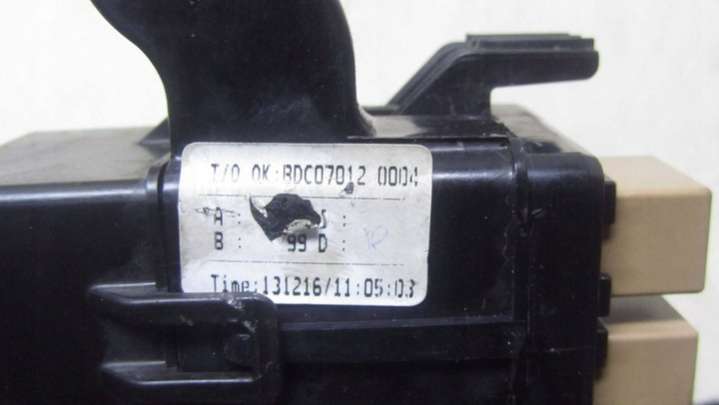 T/O OK:BDC07012 0004
A : S :
B : 99 D :
Time:131216/11:05:03